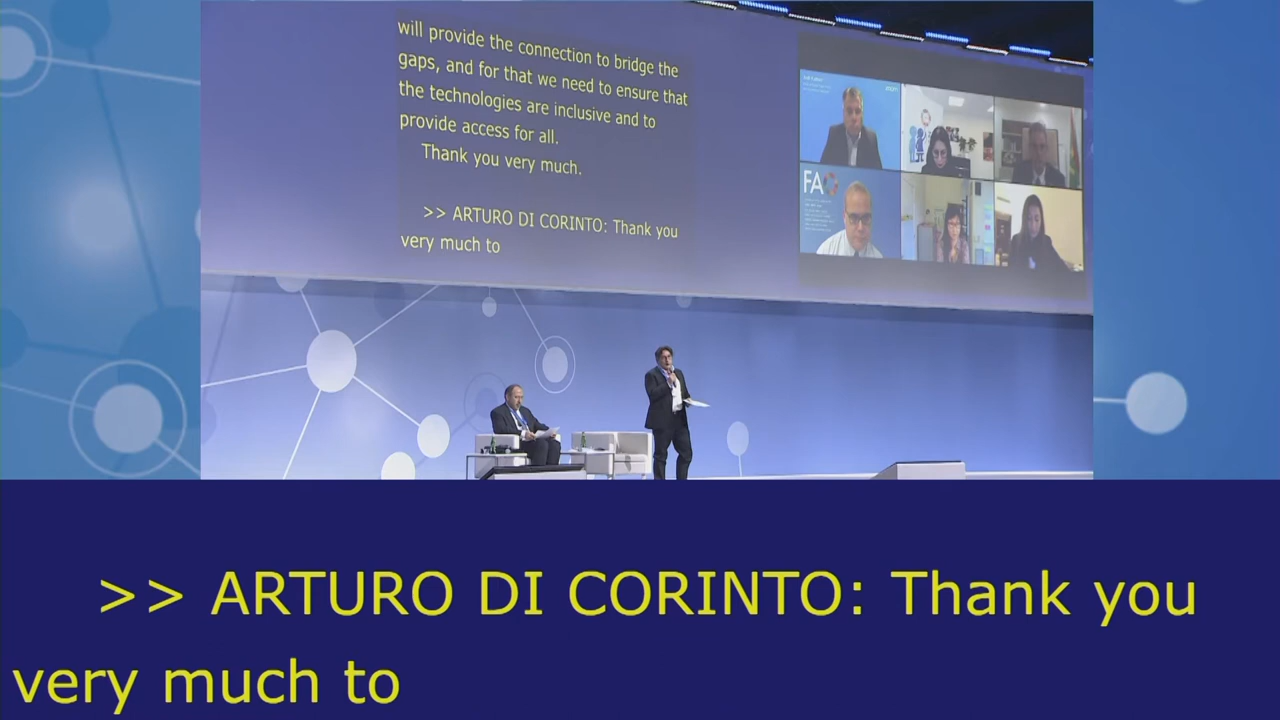 will provide the connection to bridge the
gaps, and for that we need to ensure that
the technologies are inclusive and to
provide access for all.
Thank you very much.
>> ARTURO DI CORINTO: Thank you
very much to
FAO
>> ARTURO DI CORINTO: Thank you
very much to